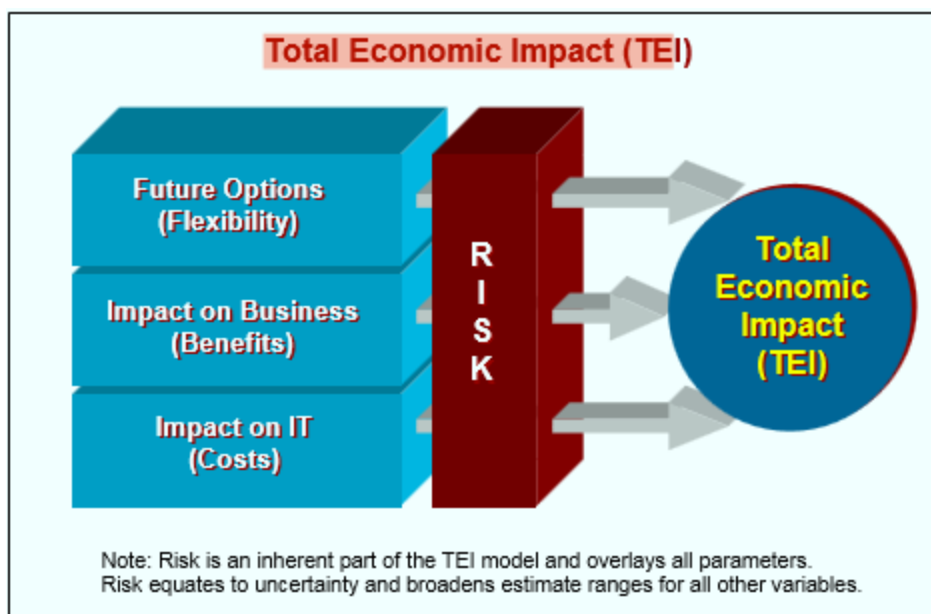 Total Economic Impact (TEI)
Future Options
(Flexibility)
Impact on Business
(Benefits)
Impact on IT
(Costs)
R
I
S
K
Total
Economic
Impact
(TEI)
Note: Risk is an inherent part of the TEI model and overlays all parameters.
Risk equates to uncertainty and broadens estimate ranges for all other variables.